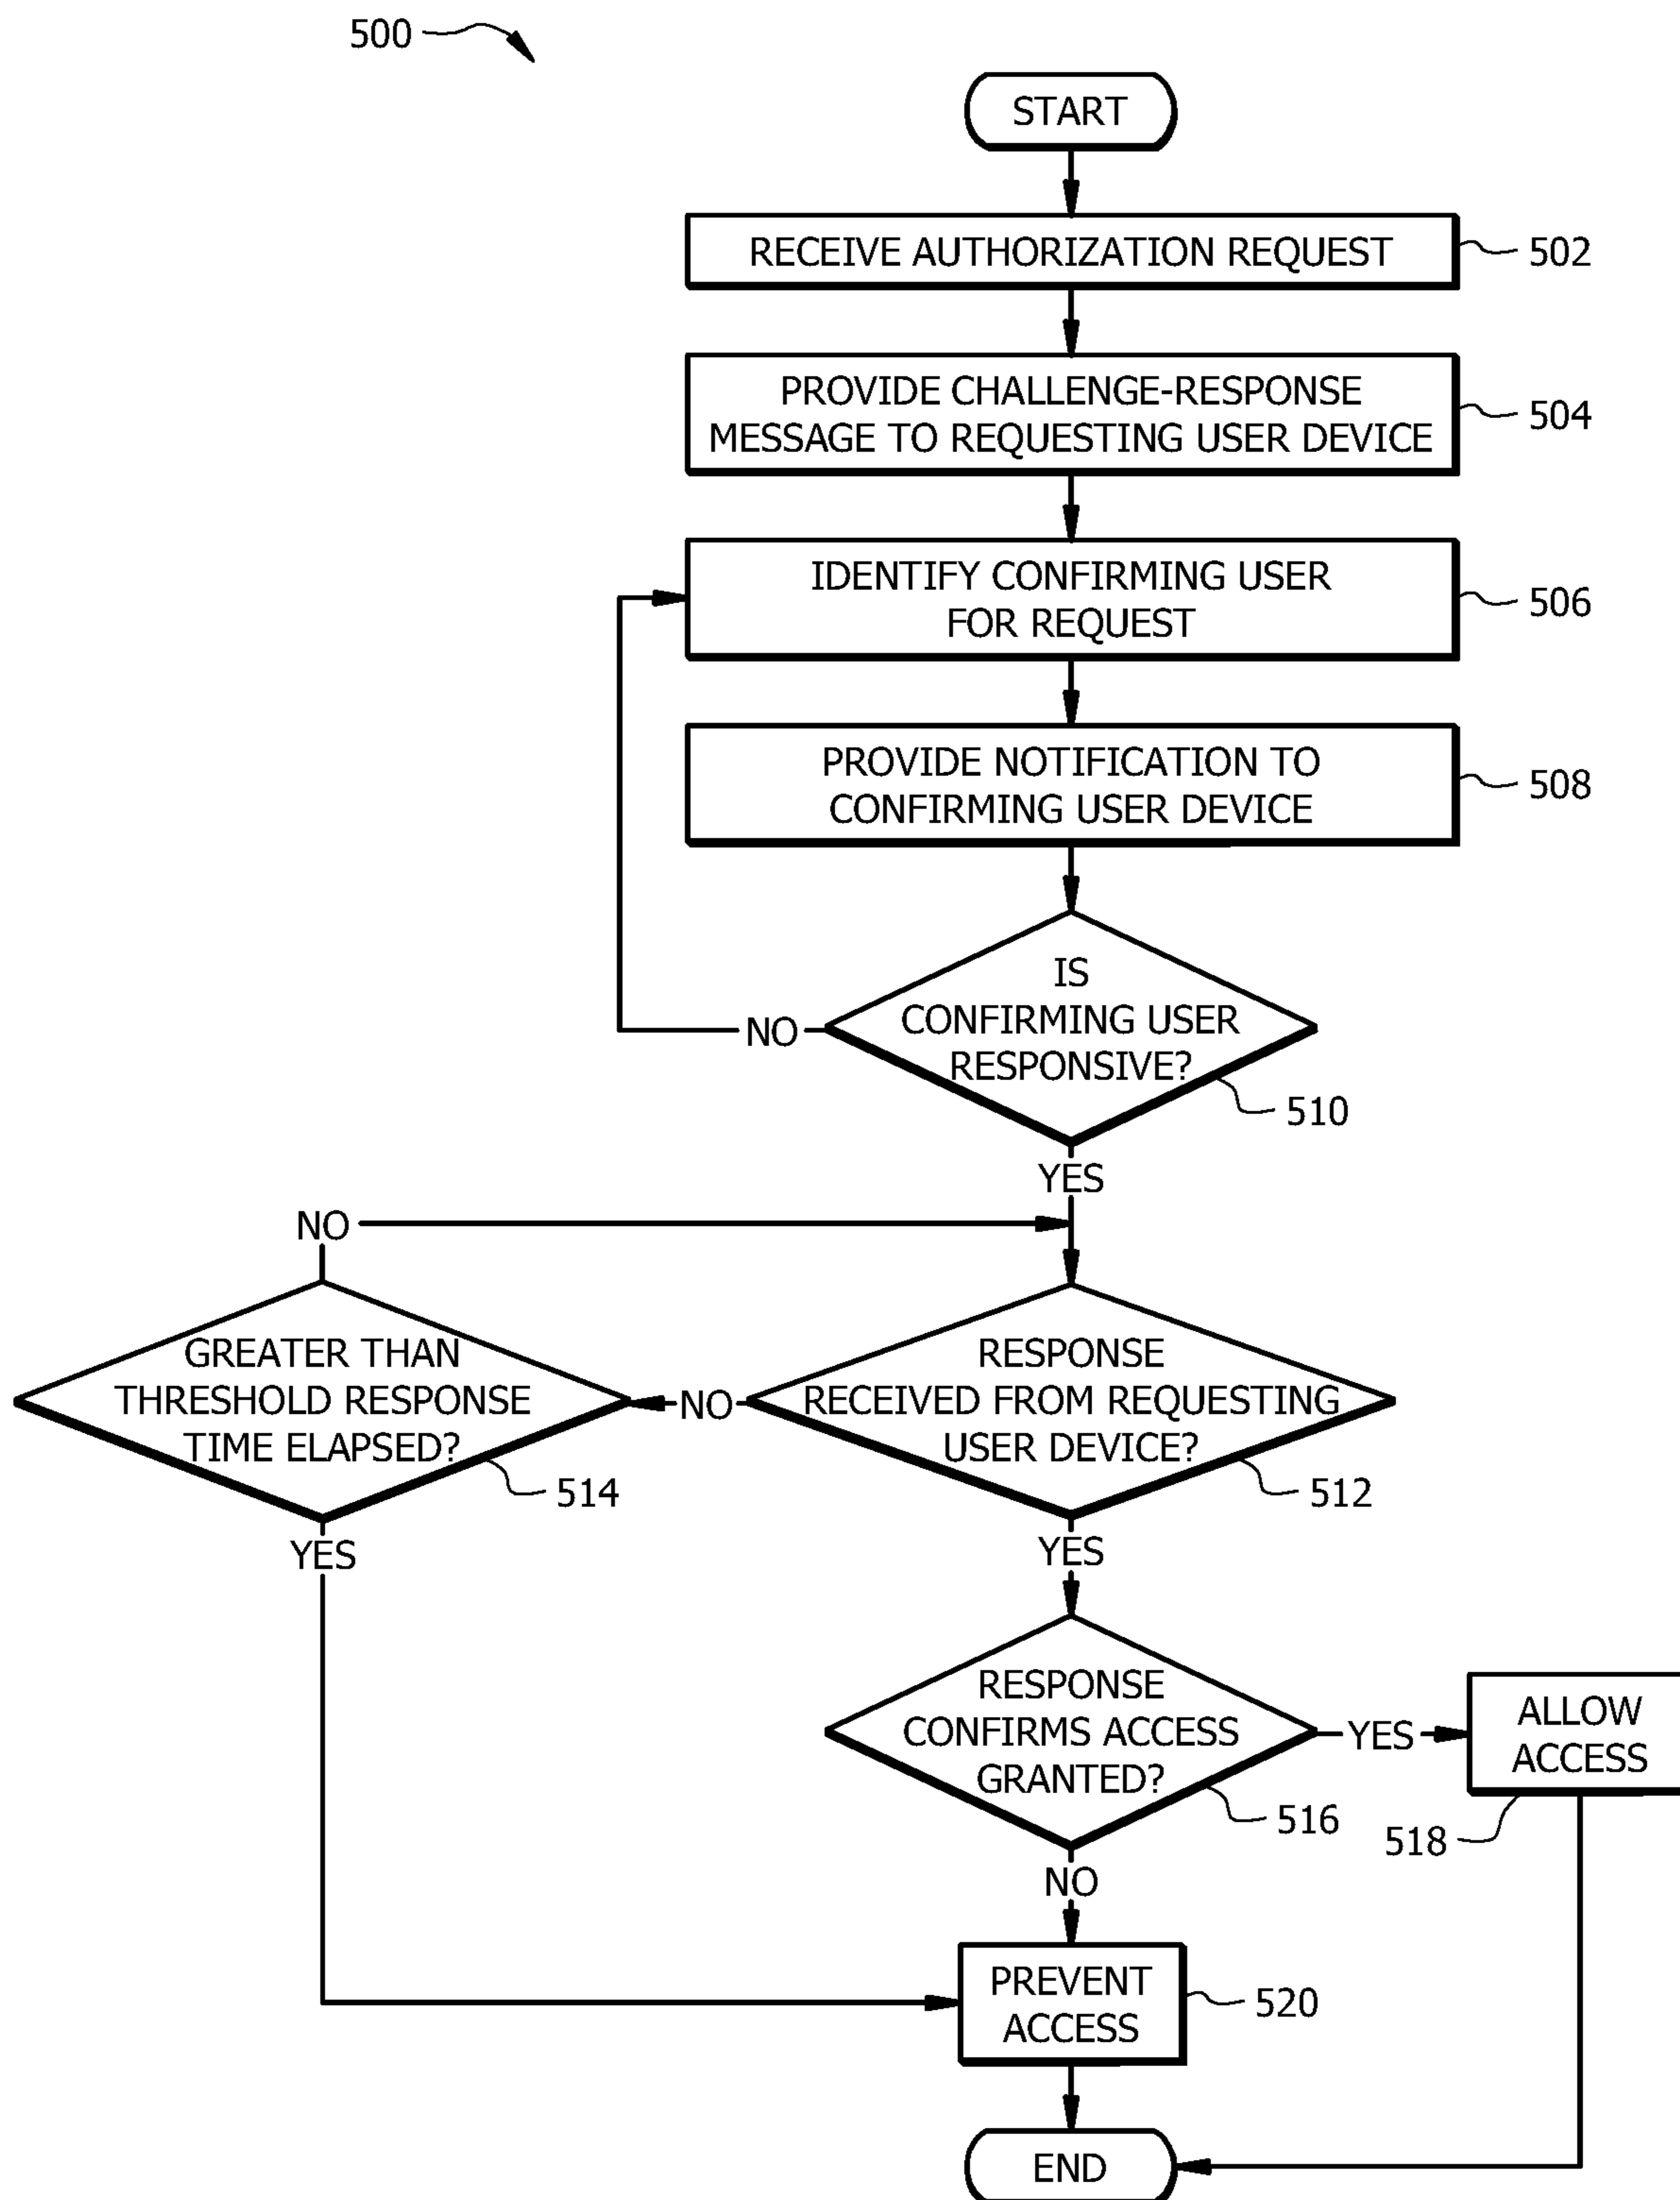 500
START
RECEIVE AUTHORIZATION REQUEST
502
PROVIDE CHALLENGE-RESPONSE
MESSAGE TO REQUESTING USER DEVICE
504
IDENTIFY CONFIRMING USER
FOR REQUEST
506
PROVIDE NOTIFICATION TO
CONFIRMING USER DEVICE
508
IS
CONFIRMING USER
RESPONSIVE?
NO
510
YES
NO
GREATER THAN
THRESHOLD RESPONSE
TIME ELAPSED?
514
NO
RESPONSE
RECEIVED FROM REQUESTING
USER DEVICE?
512
YES
YES
RESPONSE
CONFIRMS ACCESS
GRANTED?
516
YES
ALLOW
ACCESS
518
NO
PREVENT
ACCESS
520
END